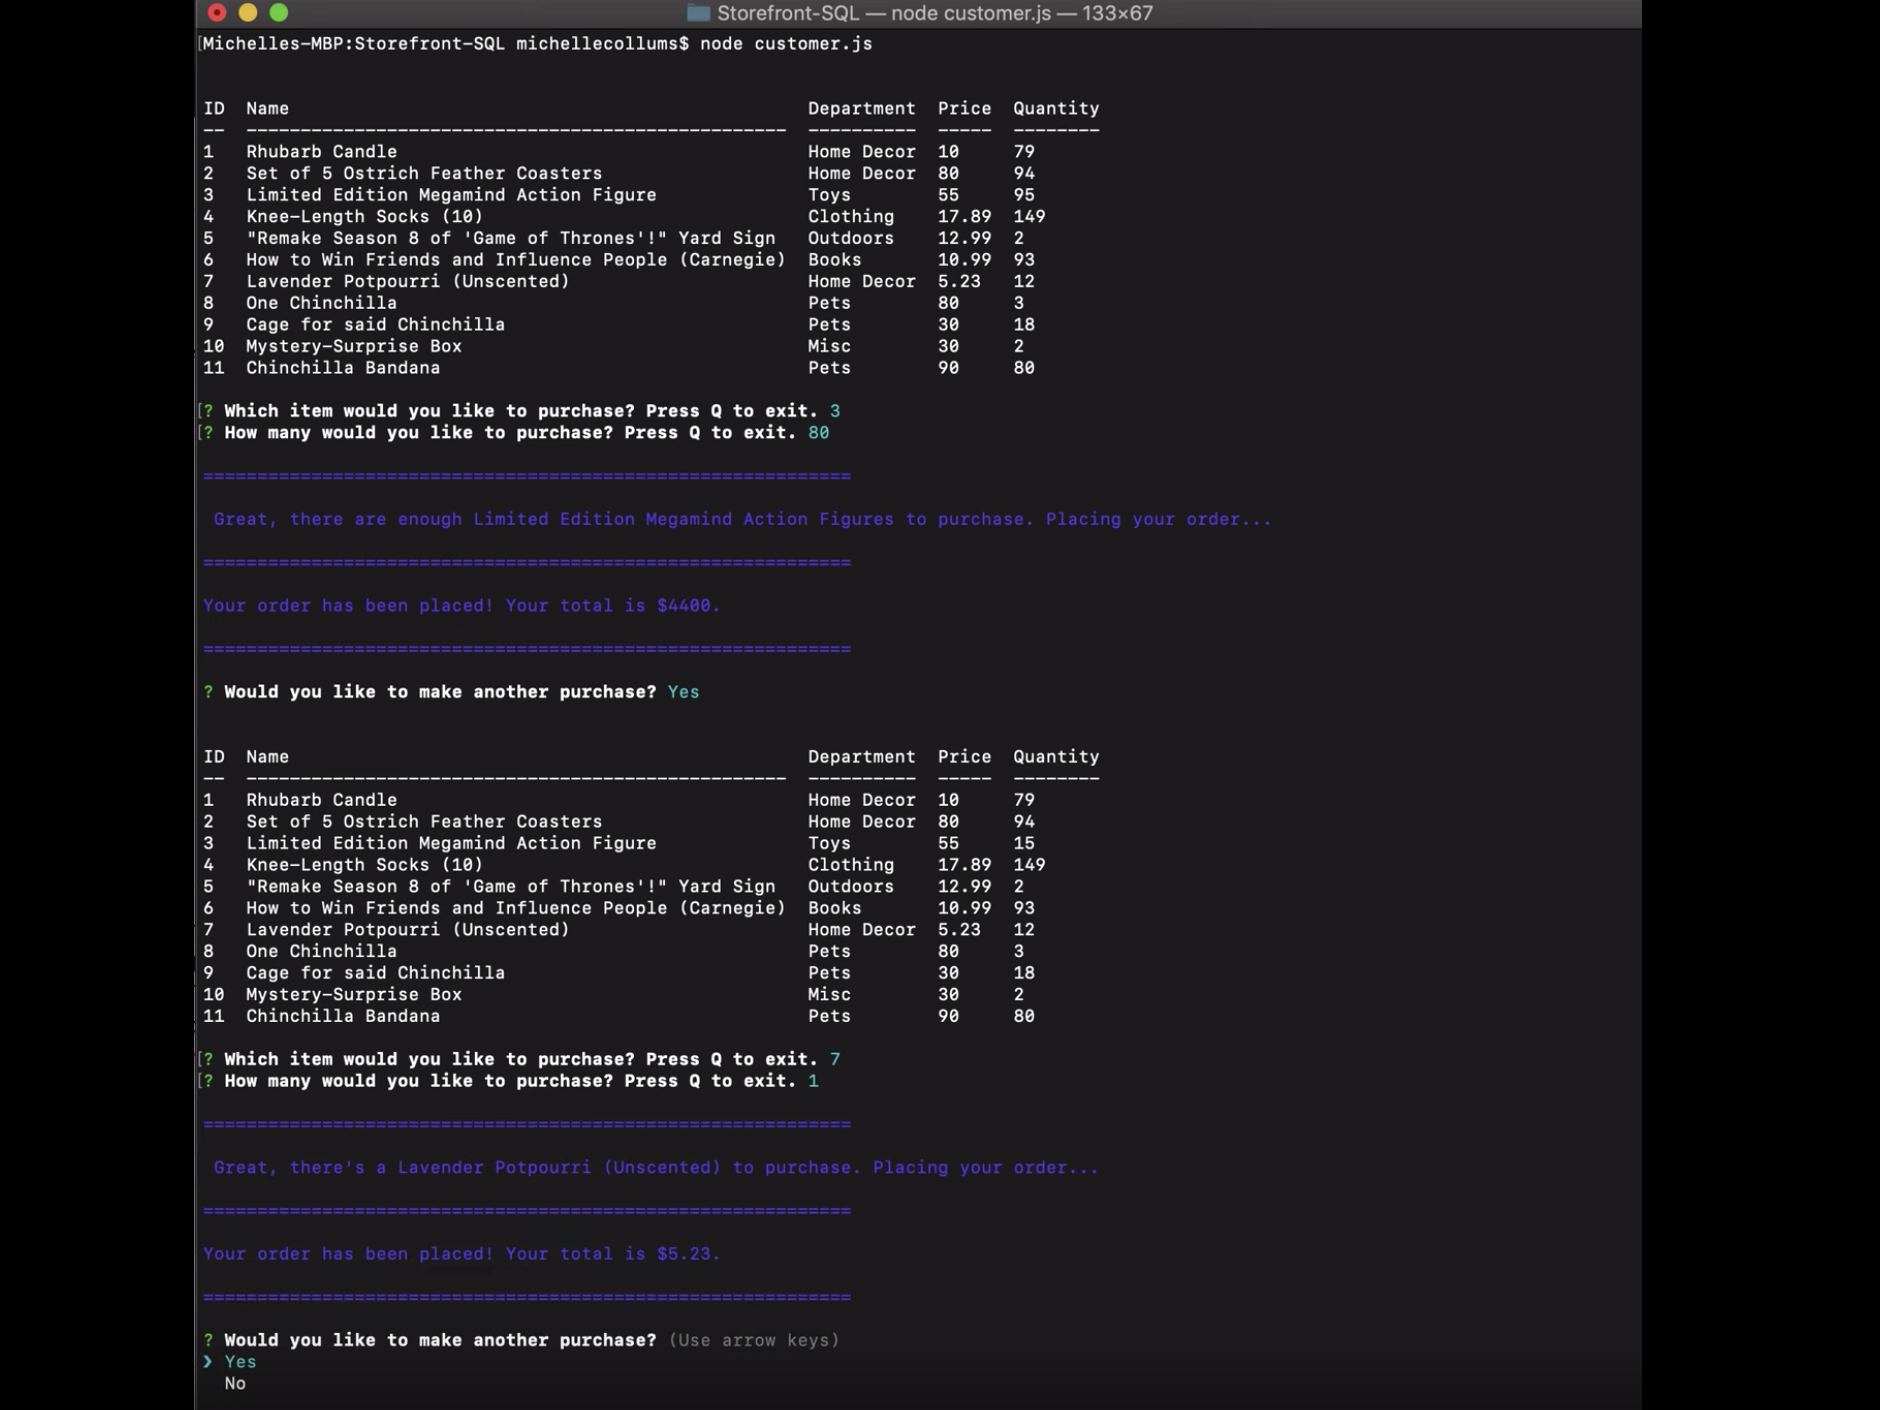 Storefront-SQL — node customer.js — 133×67
[Michelles-MBP:Storefront-SQL michellecollums$ node customer.js
ID  Name                                                Department  Price  Quantity
--  --------------------------------------------------  ----------  -----  --------
1   Rhubarb Candle                                      Home Decor  10     79
2   Set of 5 Ostrich Feather Coasters                   Home Decor  80     94
3   Limited Edition Megamind Action Figure              Toys        55     95
4   Knee-Length Socks (10)                              Clothing    17.89  149
5   "Remake Season 8 of 'Game of Thrones'!" Yard Sign   Outdoors    12.99  2
6   How to Win Friends and Influence People (Carnegie)  Books       10.99  93
7   Lavender Potpourri (Unscented)                      Home Decor  5.23   12
8   One Chinchilla                                      Pets        80     3
9   Cage for said Chinchilla                            Pets        30     18
10  Mystery-Surprise Box                                Misc        30     2
11  Chinchilla Bandana                                  Pets        90     80
[? Which item would you like to purchase? Press Q to exit. 3
[? How many would you like to purchase? Press Q to exit. 80
============================================================
Great, there are enough Limited Edition Megamind Action Figures to purchase. Placing your order...
============================================================
Your order has been placed! Your total is $4400.
============================================================
? Would you like to make another purchase? Yes
ID  Name                                                Department  Price  Quantity
--  --------------------------------------------------  ----------  -----  --------
1   Rhubarb Candle                                      Home Decor  10     79
2   Set of 5 Ostrich Feather Coasters                   Home Decor  80     94
3   Limited Edition Megamind Action Figure              Toys        55     15
4   Knee-Length Socks (10)                              Clothing    17.89  149
5   "Remake Season 8 of 'Game of Thrones'!" Yard Sign   Outdoors    12.99  2
6   How to Win Friends and Influence People (Carnegie)  Books       10.99  93
7   Lavender Potpourri (Unscented)                      Home Decor  5.23   12
8   One Chinchilla                                      Pets        80     3
9   Cage for said Chinchilla                            Pets        30     18
10  Mystery-Surprise Box                                Misc        30     2
11  Chinchilla Bandana                                  Pets        90     80
[? Which item would you like to purchase? Press Q to exit. 7
[? How many would you like to purchase? Press Q to exit. 1
============================================================
Great, there's a Lavender Potpourri (Unscented) to purchase. Placing your order...
============================================================
Your order has been placed! Your total is $5.23.
============================================================
? Would you like to make another purchase? (Use arrow keys)
❯ Yes
No